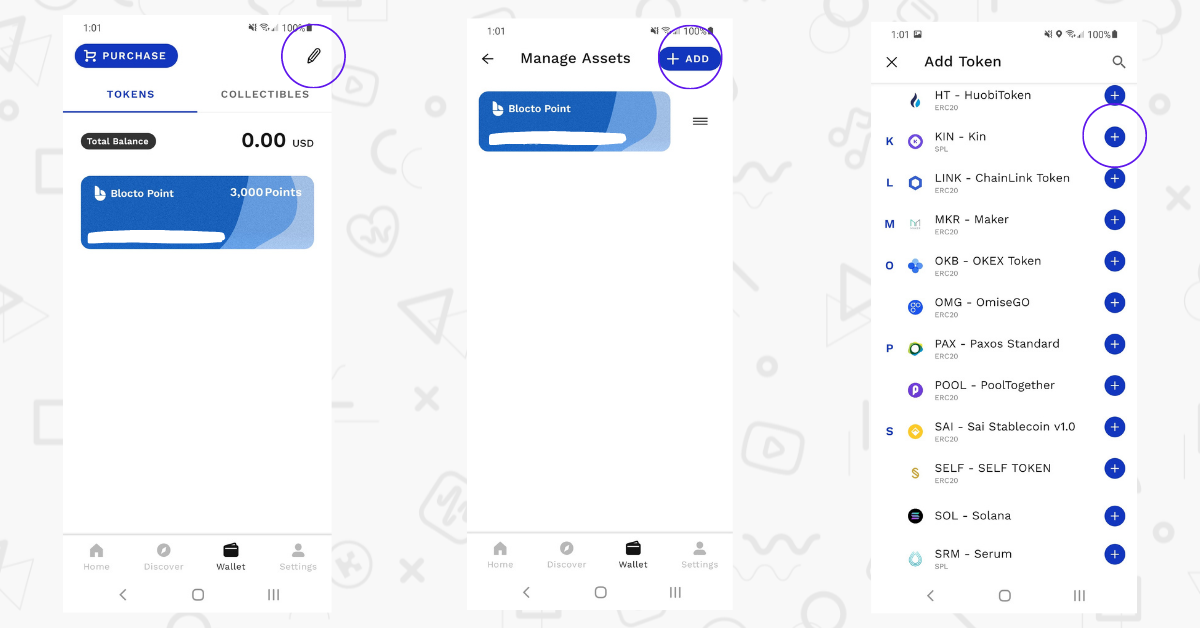 1:01 100%
PURCHASE
TOKENS COLLECTIBLES
Total Balance 0.00 USD
Blocto Point 3,000 Points
Home Discover Wallet Settings
1:01 100%
Manage Assets + ADD
Blocto Point
Home Discover Wallet Settings
1:01 100%
Add Token
HT - HuobiToken
ERC20
K KIN - Kin
SPL
L LINK - ChainLink Token
ERC20
M MKR - Maker
ERC20
O OKB - OKEX Token
ERC20
OMG - OmiseGO
ERC20
P PAX - Paxos Standard
ERC20
POOL - PoolTogether
ERC20
S SAI - Sai Stablecoin v1.0
ERC20
SELF - SELF TOKEN
ERC20
SOL - Solana
SRM - Serum
SPL